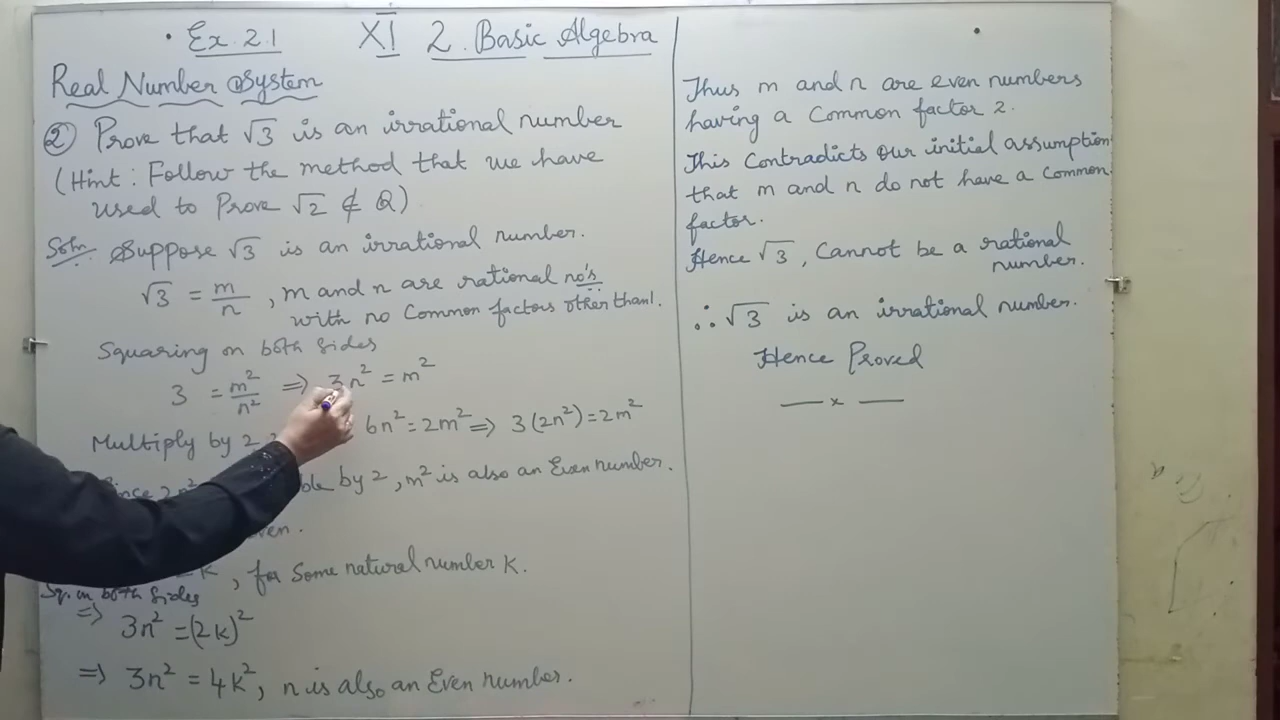 Ex. 2.1 XI 2. Basic Algebra
Real Number System
② Prove that √3 is an irrational number
(Hint: Follow the method that we have
used to Prove √2 ∉ Q)
Soln. Suppose √3 is an irrational number.
√3 = m/n, m and n are rational no's
with no Common factors other than 1.
Squaring on both Sides
3 = m²/n² ⇒ 3n² = m²
Multiply by 2 6n² = 2m² ⇒ 3(2n²) = 2m²
by 2, m² is also an Even number.
k, for Some natural number K.
Sq. on both Sides
⇒ 3n² = (2k)²
⇒ 3n² = 4k², n is also an Even number.
Thus m and n are even numbers
having a Common factor 2.
This Contradicts Our initial assumption
that m and n do not have a Common
factor.
Hence √3, Cannot be a rational
number.
∴ √3 is an irrational number.
Hence Proved
— x —